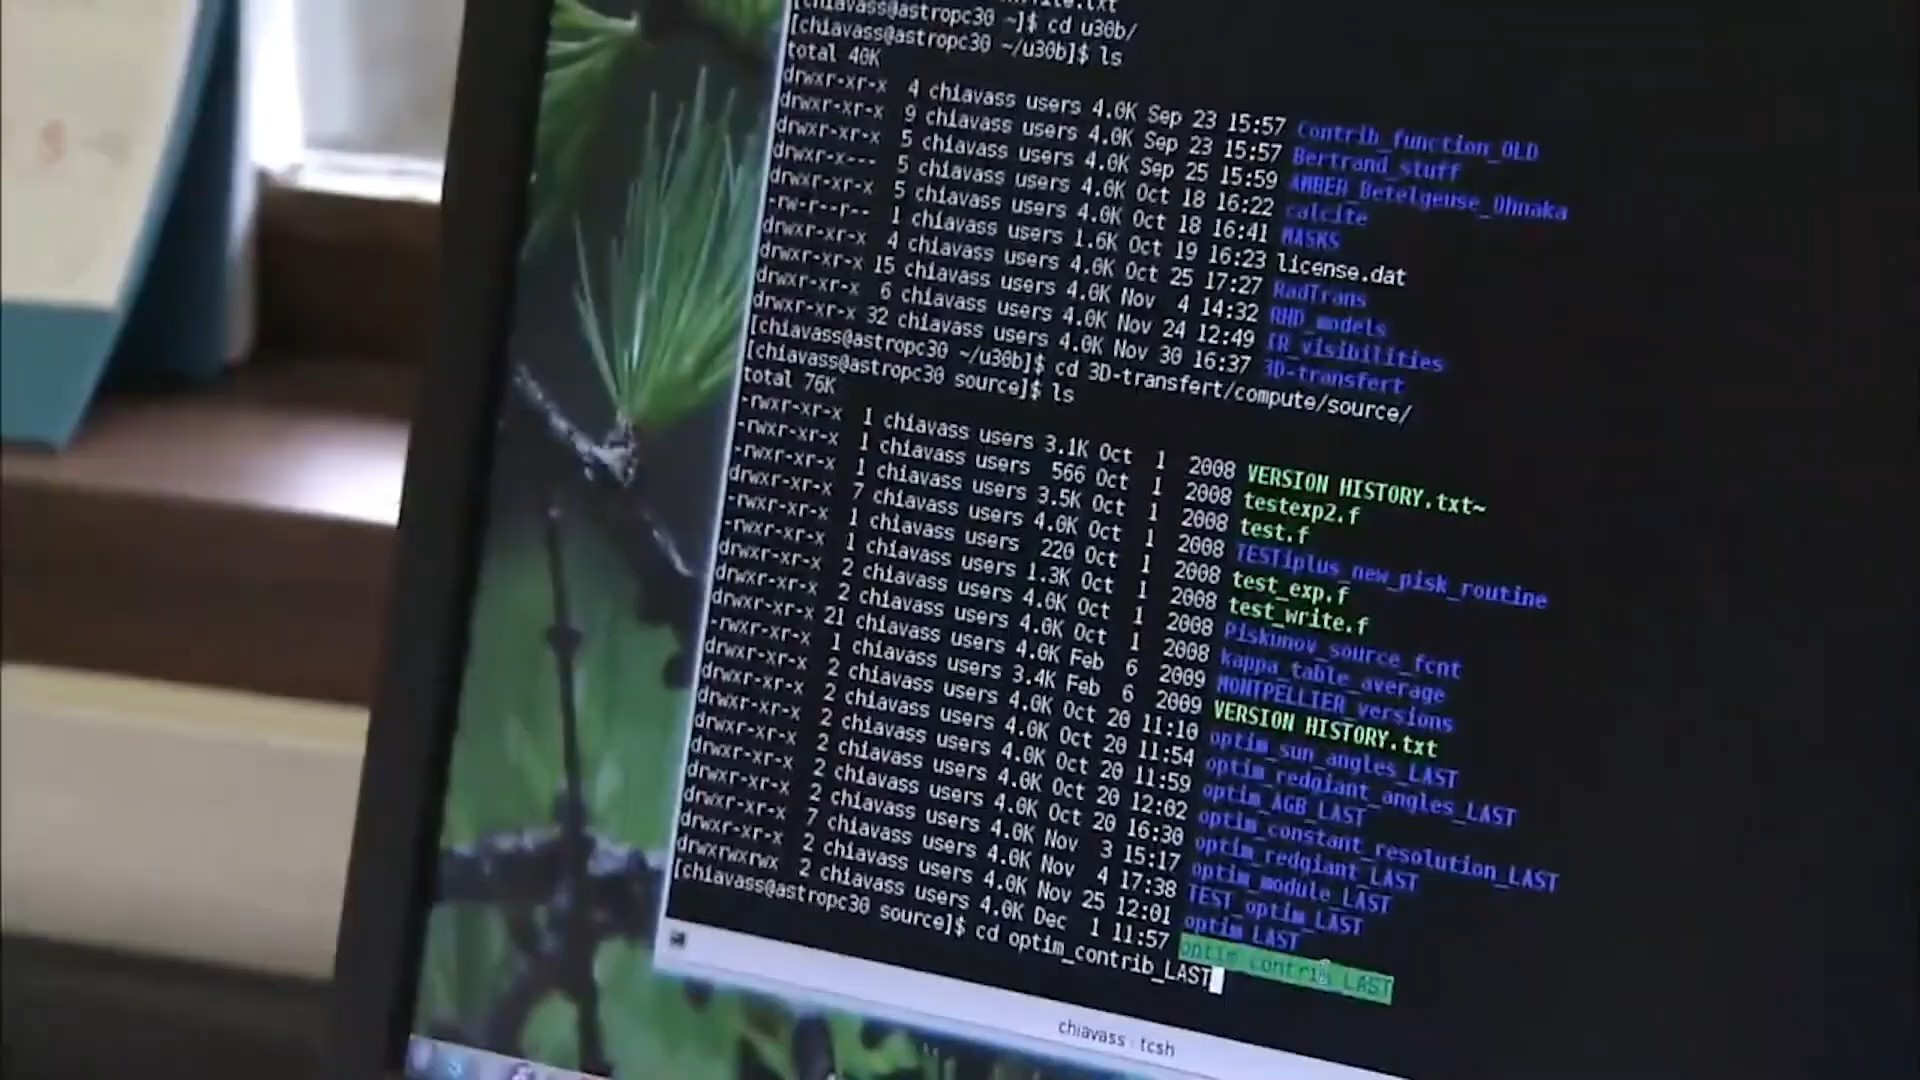 [chiavass@astropc30 ~]$ cd u30b/
[chiavass@astropc30 ~/u30b]$ ls
total 40K
drwxr-xr-x 4 chiavass users 4.0K Sep 23 15:57 Contrib_function_OLD
drwxr-xr-x 9 chiavass users 4.0K Sep 23 15:57 Bertrand_stuff
drwxr-xr-x 5 chiavass users 4.0K Sep 25 15:59 AMBER_Betelgeuse_Ohnaka
drwxr-x--- 5 chiavass users 4.0K Oct 18 16:22 calcite
drwxr-xr-x 5 chiavass users 4.0K Oct 18 16:41 MASKS
-rw-r--r-- 1 chiavass users 1.6K Oct 19 16:23 license.dat
drwxr-xr-x 4 chiavass users 4.0K Oct 25 17:27 RadTrans
drwxr-xr-x 15 chiavass users 4.0K Nov 4 14:32 RHD_models
drwxr-xr-x 6 chiavass users 4.0K Nov 24 12:49 IR_visibilities
drwxr-xr-x 32 chiavass users 4.0K Nov 30 16:37 3D-transfert
[chiavass@astropc30 ~/u30b]$ cd 3D-transfert/compute/source/
[chiavass@astropc30 source]$ ls
total 76K
-rwxr-xr-x 1 chiavass users 3.1K Oct 1 2008 VERSION HISTORY.txt~
-rwxr-xr-x 1 chiavass users 566 Oct 1 2008 testexp2.f
-rwxr-xr-x 1 chiavass users 3.5K Oct 1 2008 test.f
drwxr-xr-x 7 chiavass users 4.0K Oct 1 2008 TESTiplus_new_pisk_routine
-rwxr-xr-x 1 chiavass users 220 Oct 1 2008 test_exp.f
-rwxr-xr-x 1 chiavass users 1.3K Oct 1 2008 test_write.f
drwxr-xr-x 2 chiavass users 4.0K Oct 1 2008 Piskunov_source_fcnt
drwxr-xr-x 2 chiavass users 4.0K Oct 1 2008 kappa_table_average
drwxr-xr-x 21 chiavass users 4.0K Feb 6 2009 MONTPELLIER_versions
-rwxr-xr-x 1 chiavass users 3.4K Feb 6 2009 VERSION HISTORY.txt
drwxr-xr-x 2 chiavass users 4.0K Oct 20 11:10 optim_sun_angles_LAST
drwxr-xr-x 2 chiavass users 4.0K Oct 20 11:54 optim_redgiant_angles_LAST
drwxr-xr-x 2 chiavass users 4.0K Oct 20 11:59 optim_AGB_LAST
drwxr-xr-x 2 chiavass users 4.0K Oct 20 12:02 optim_constant_resolution_LAST
drwxr-xr-x 2 chiavass users 4.0K Oct 20 16:30 optim_redgiant_LAST
drwxr-xr-x 2 chiavass users 4.0K Nov 3 15:17 optim_module_LAST
drwxr-xr-x 7 chiavass users 4.0K Nov 4 17:38 TEST_optim_LAST
drwxr-xr-x 2 chiavass users 4.0K Nov 25 12:01 optim_LAST
drwxrwxrwx 2 chiavass users 4.0K Dec 1 11:57 optim_contrib_LAST
[chiavass@astropc30 source]$ cd optim_contrib_LAST
chiavass : tcsh